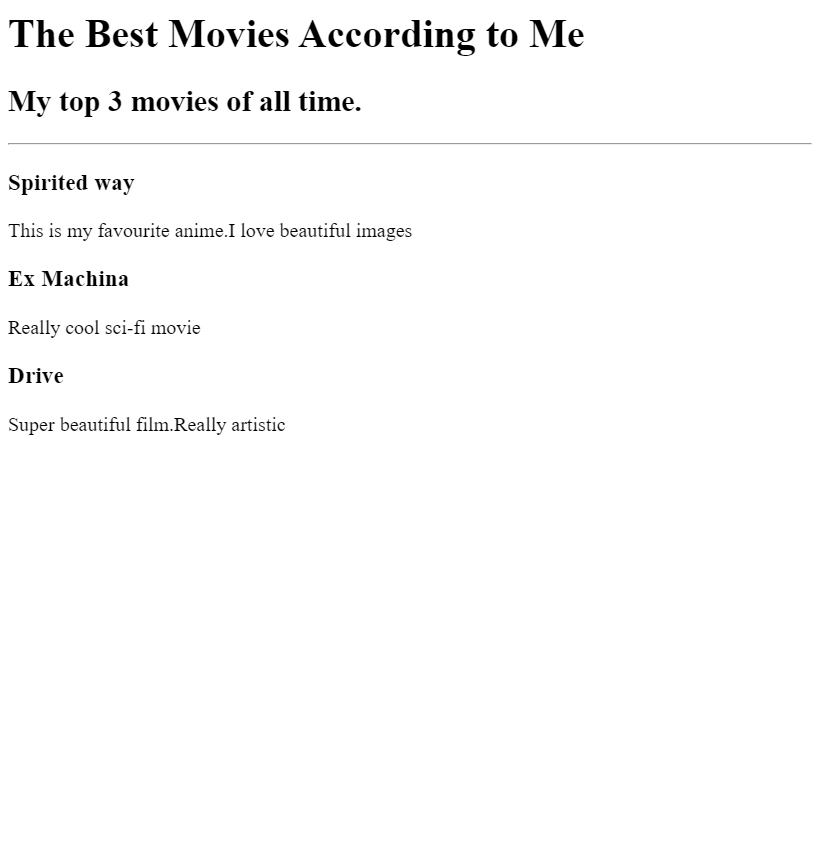 The Best Movies According to Me
My top 3 movies of all time.
Spirited way
This is my favourite anime.I love beautiful images
Ex Machina
Really cool sci-fi movie
Drive
Super beautiful film.Really artistic